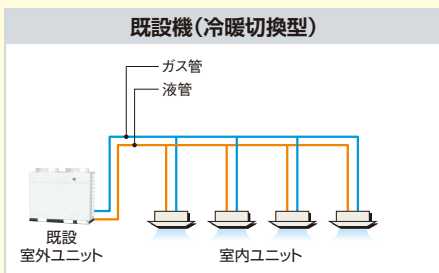 既設機（冷暖切換型）
ガス管
液管
既設
室外ユニット
室内ユニット